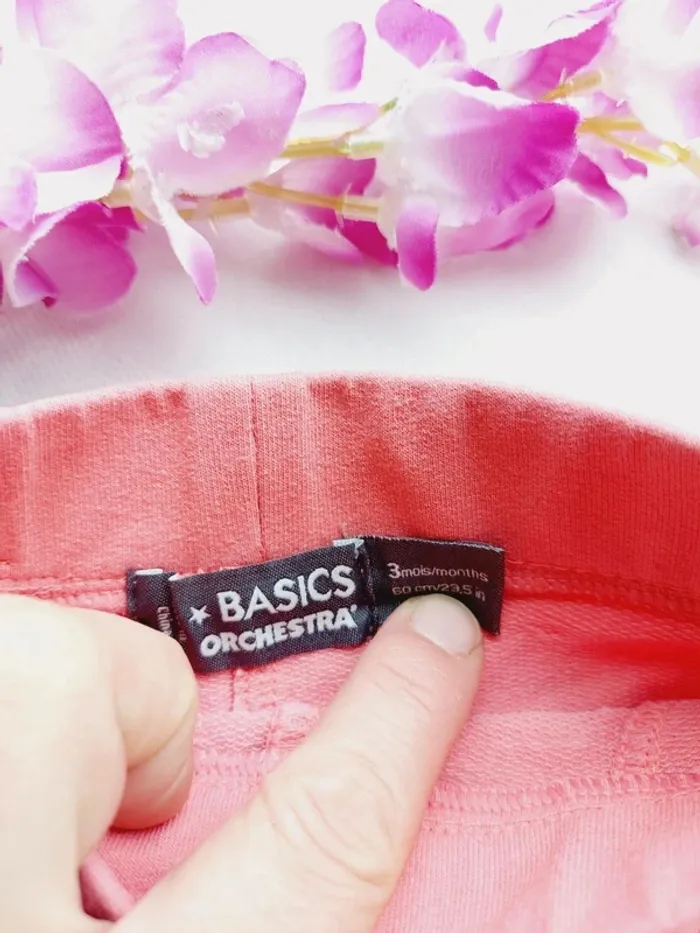 BASICS
ORCHESTRA
3mois/months
60 cm/23,5 in